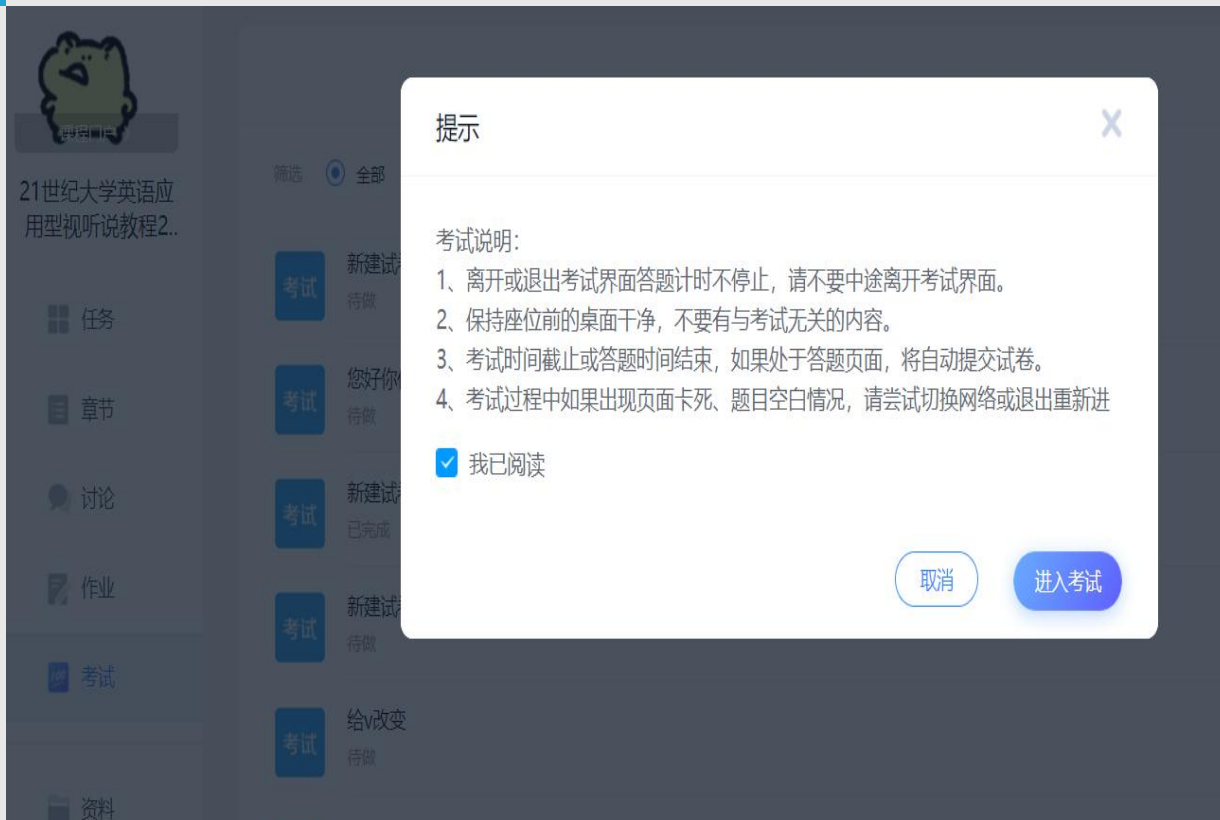 课程门户
21世纪大学英语应
用型视听说教程2..
任务
章节
讨论
作业
考试
资料
筛选 全部
考试
新建试
待做
考试
您好你
待做
考试
新建试
已完成
考试
新建试
待做
考试
给v改变
待做
提示
X
考试说明:
1、离开或退出考试界面答题计时不停止，请不要中途离开考试界面。
2、保持座位前的桌面干净，不要有与考试无关的内容。
3、考试时间截止或答题时间结束，如果处于答题页面，将自动提交试卷。
4、考试过程中如果出现页面卡死、题目空白情况，请尝试切换网络或退出重新进
我已阅读
取消
进入考试